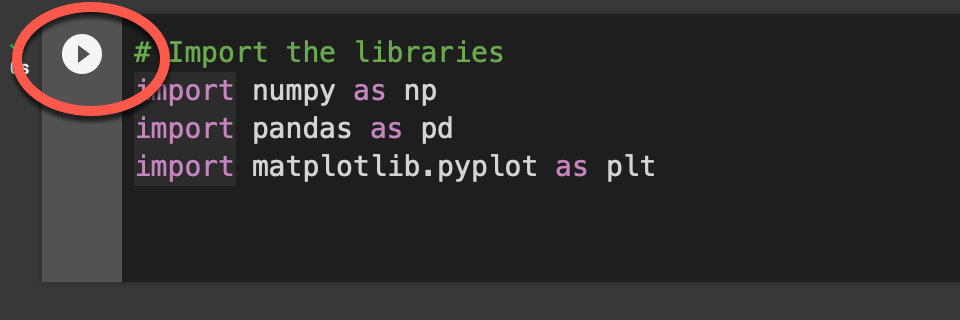 # Import the libraries
import numpy as np
import pandas as pd
import matplotlib.pyplot as plt